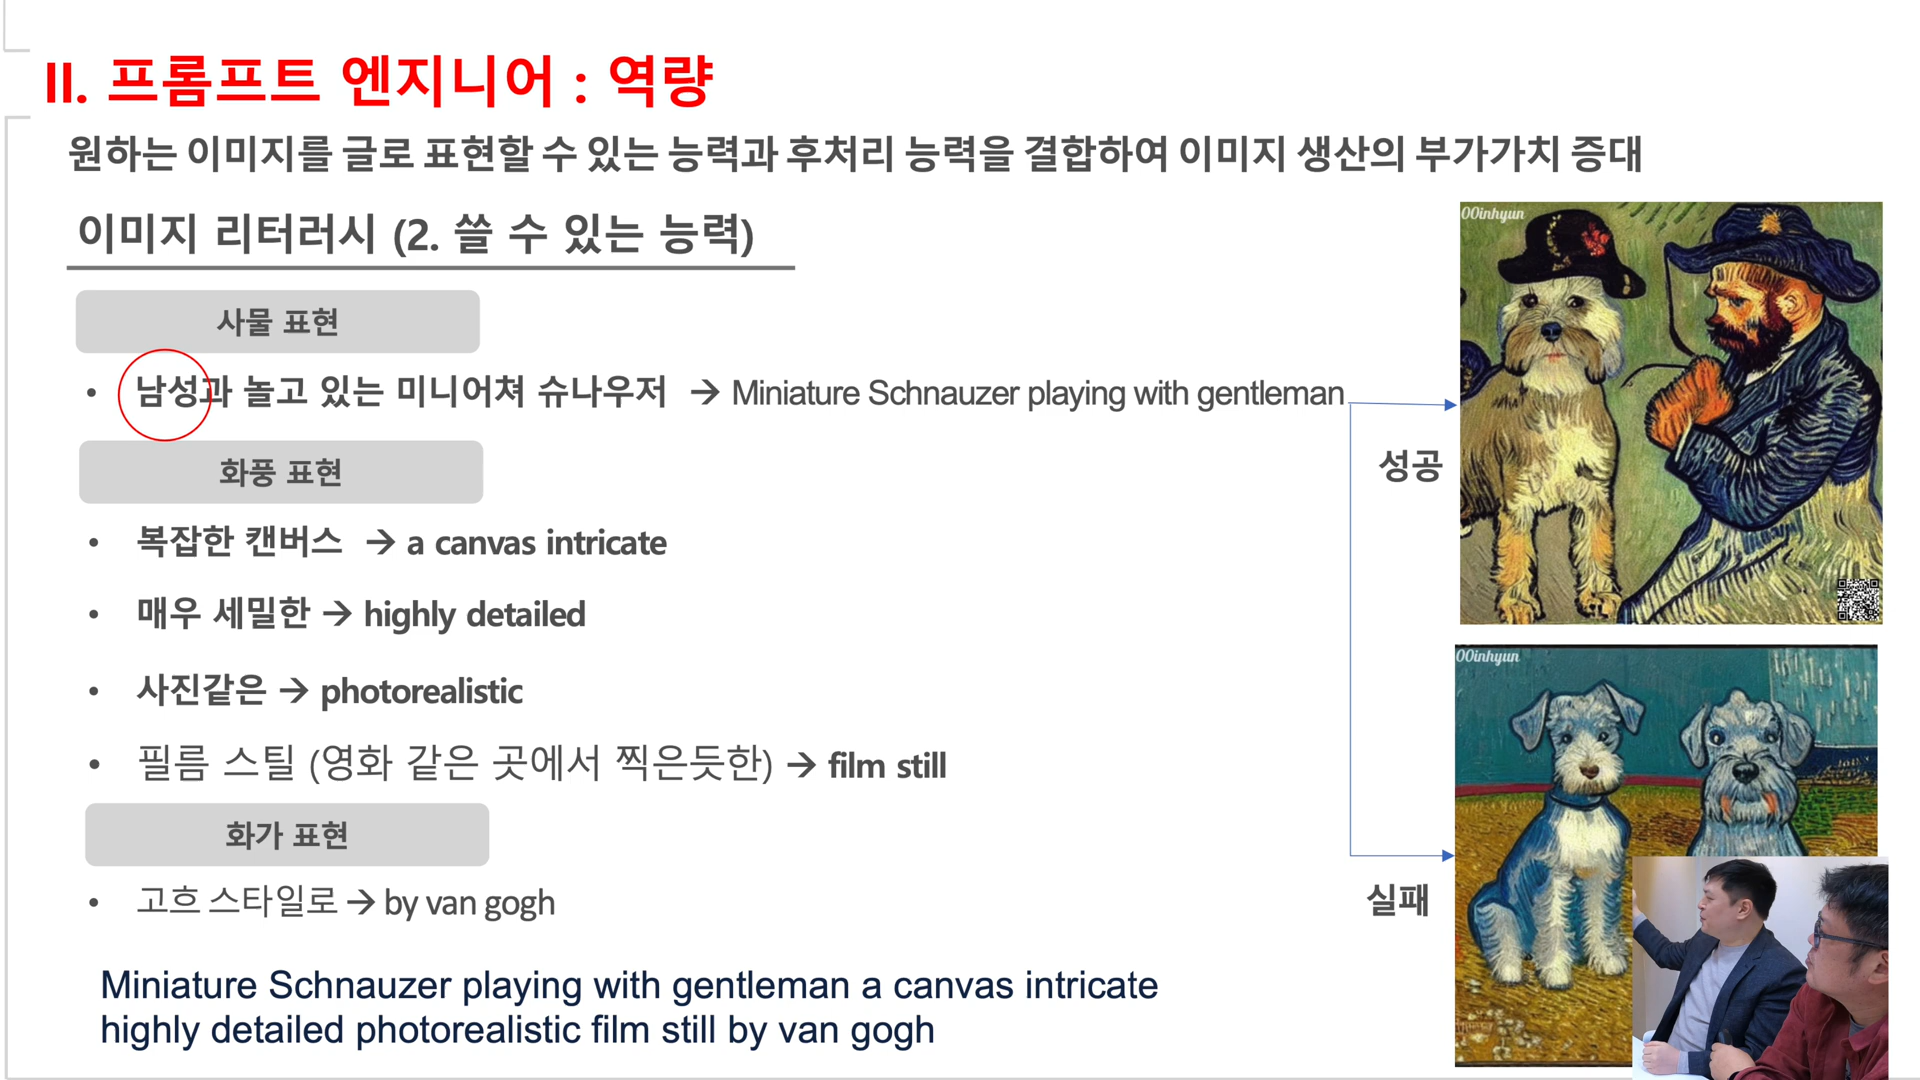 II. 프롬프트 엔지니어 : 역량
원하는 이미지를 글로 표현할 수 있는 능력과 후처리 능력을 결합하여 이미지 생산의 부가가치 증대
이미지 리터러시 (2. 쓸 수 있는 능력)
사물 표현
• 남성과 놀고 있는 미니어쳐 슈나우저 → Miniature Schnauzer playing with gentleman
화풍 표현
• 복잡한 캔버스 → a canvas intricate
• 매우 세밀한 → highly detailed
• 사진같은 → photorealistic
• 필름 스틸 (영화 같은 곳에서 찍은듯한) → film still
화가 표현
• 고흐 스타일로 → by van gogh
Miniature Schnauzer playing with gentleman a canvas intricate
highly detailed photorealistic film still by van gogh
OOinhyun
성공
OOinhyun
실패